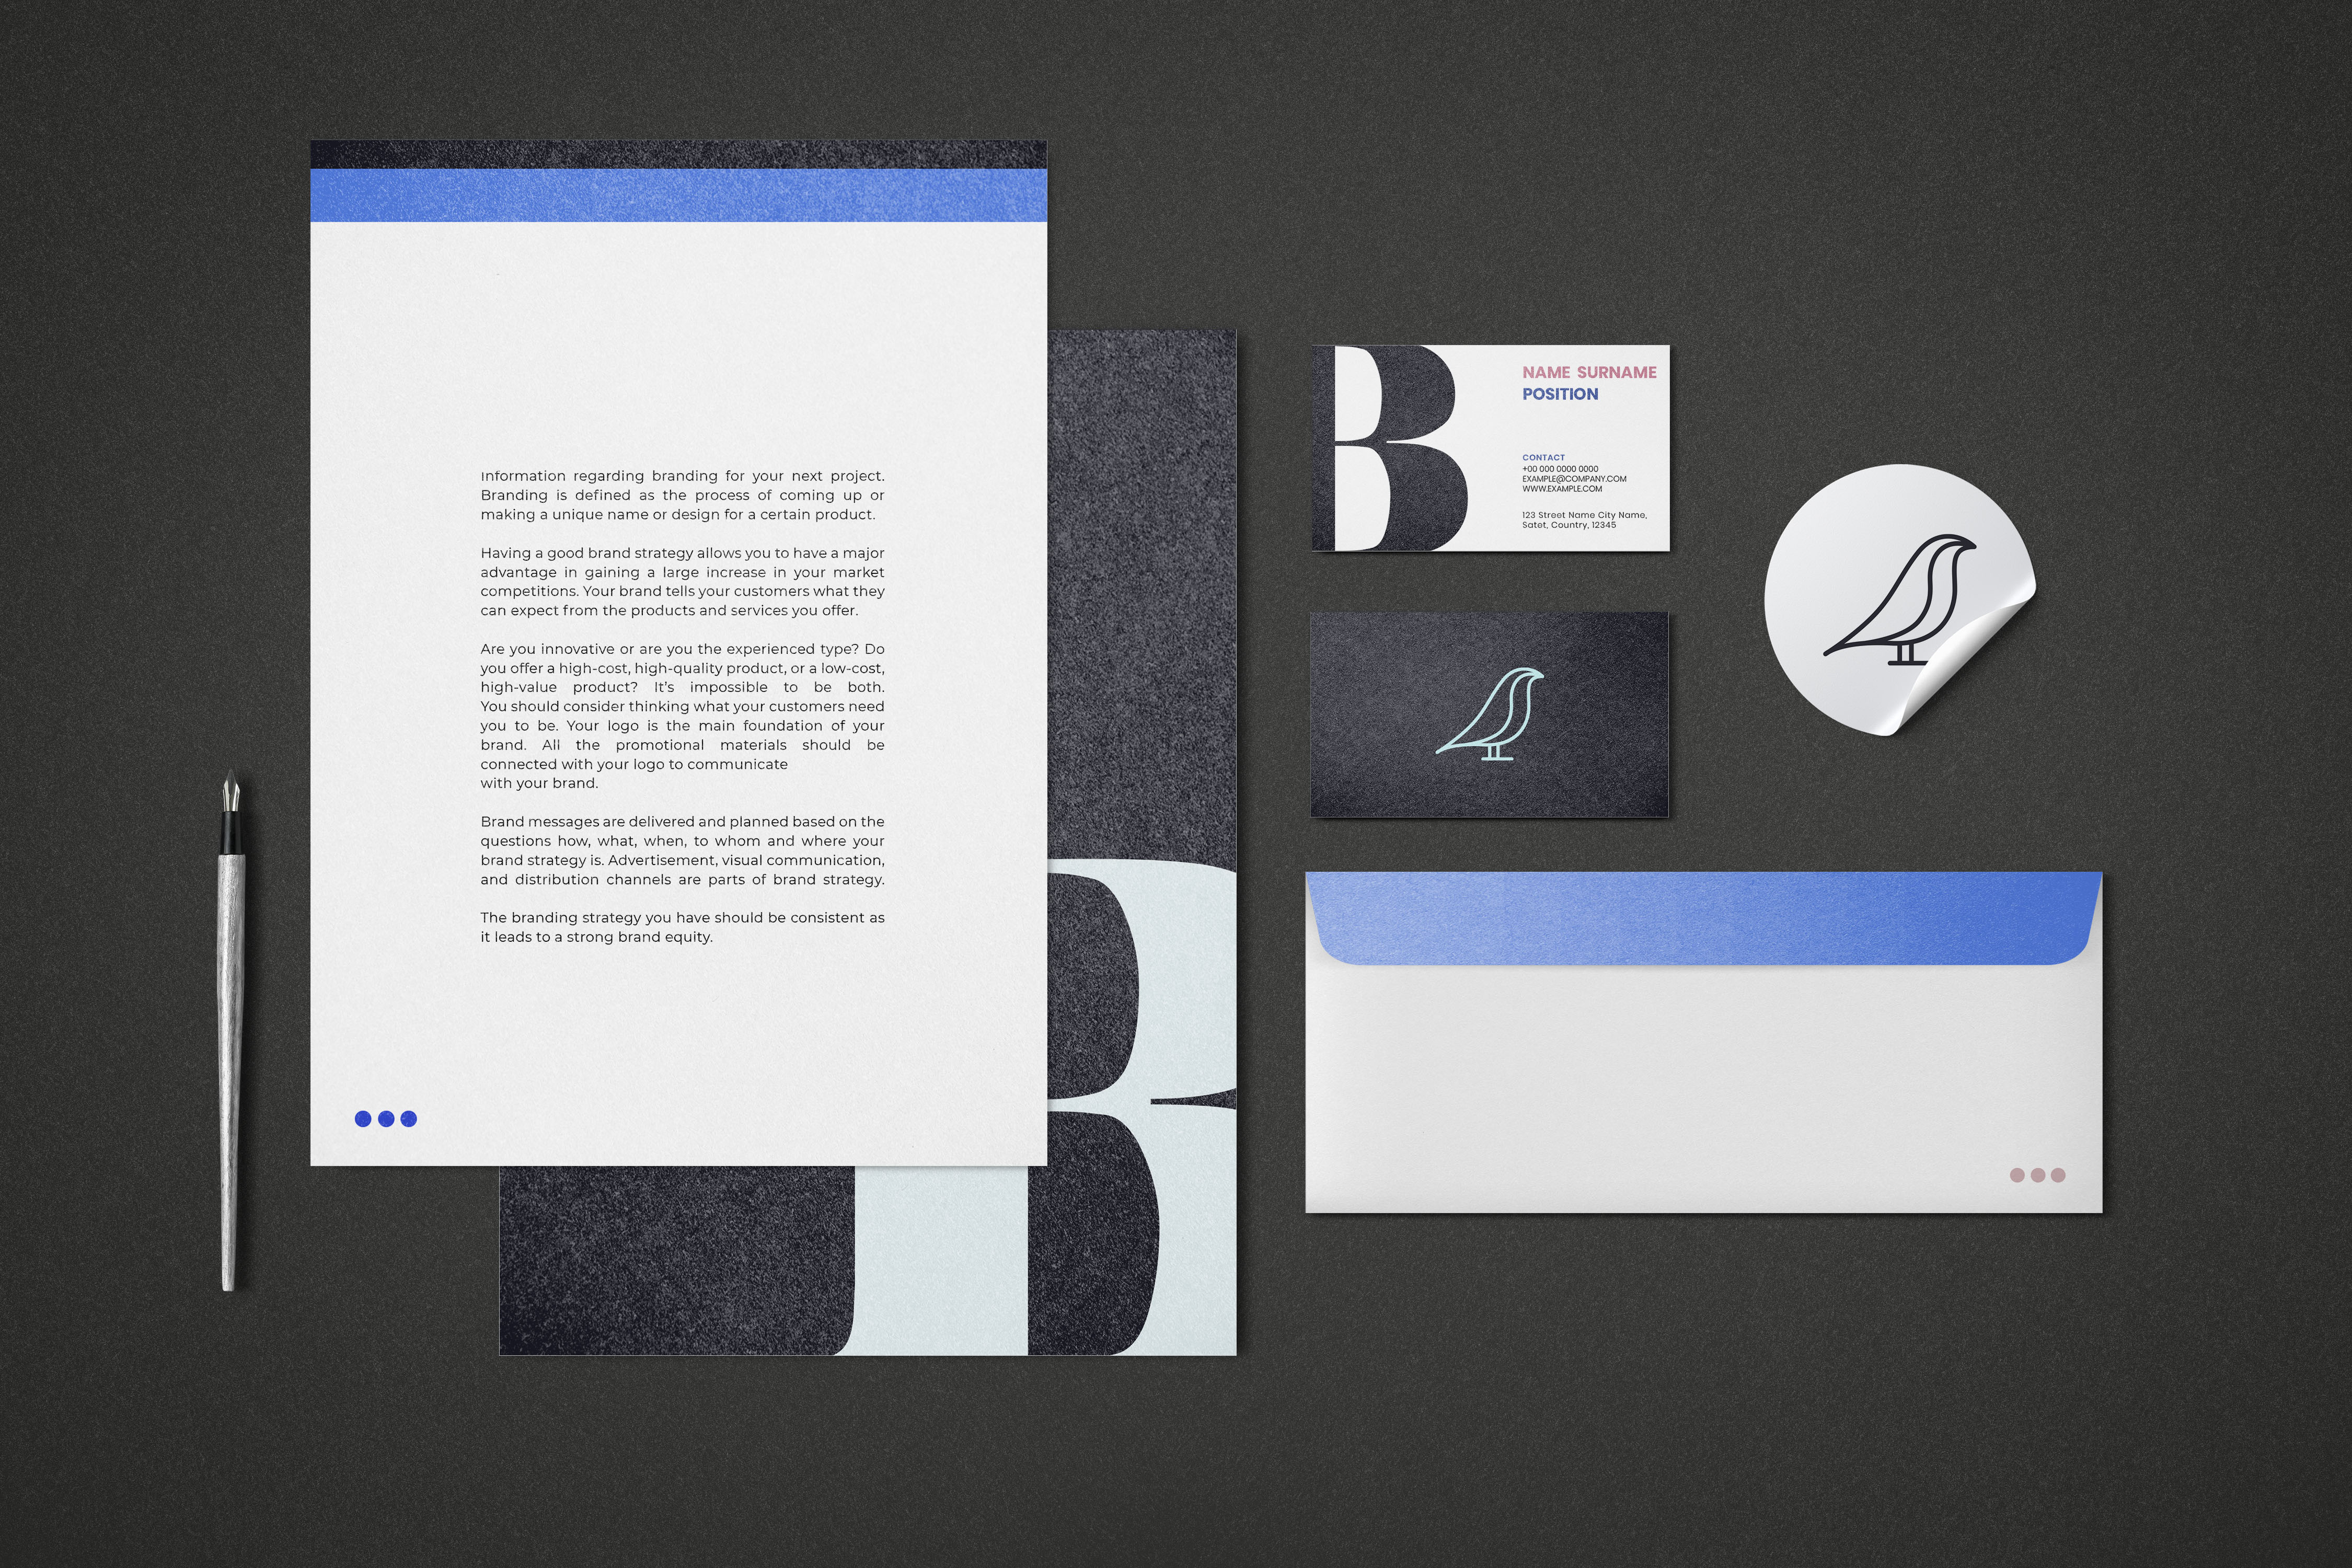 Information regarding branding for your next project.
Branding is defined as the process of coming up or
making a unique name or design for a certain product.
Having a good brand strategy allows you to have a major
advantage in gaining a large increase in your market
competitions. Your brand tells your customers what they
can expect from the products and services you offer.
Are you innovative or are you the experienced type? Do
you offer a high-cost, high-quality product, or a low-cost,
high-value product? It’s impossible to be both.
You should consider thinking what your customers need
you to be. Your logo is the main foundation of your
brand. All the promotional materials should be
connected with your logo to communicate
with your brand.
Brand messages are delivered and planned based on the
questions how, what, when, to whom and where your
brand strategy is. Advertisement, visual communication,
and distribution channels are parts of brand strategy.
The branding strategy you have should be consistent as
it leads to a strong brand equity.
B
B
NAME SURNAME
POSITION
CONTACT
+00 000 0000 0000
EXAMPLE@COMPANY.COM
WWW.EXAMPLE.COM
123 Street Name City Name,
Satet, Country, 12345